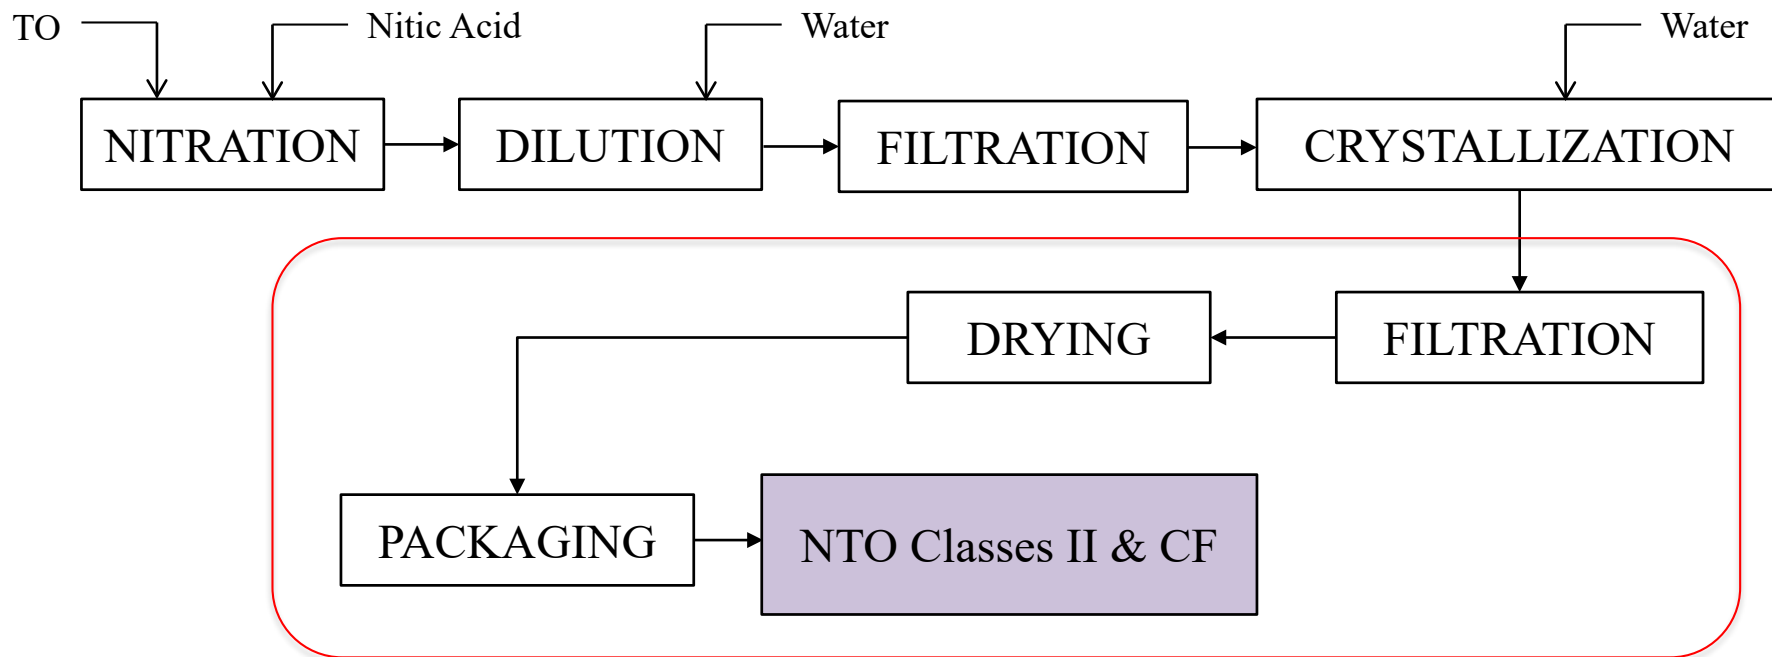 TO
Nitic Acid
Water
Water
NITRATION
DILUTION
FILTRATION
CRYSTALLIZATION
DRYING
FILTRATION
PACKAGING
NTO Classes II & CF